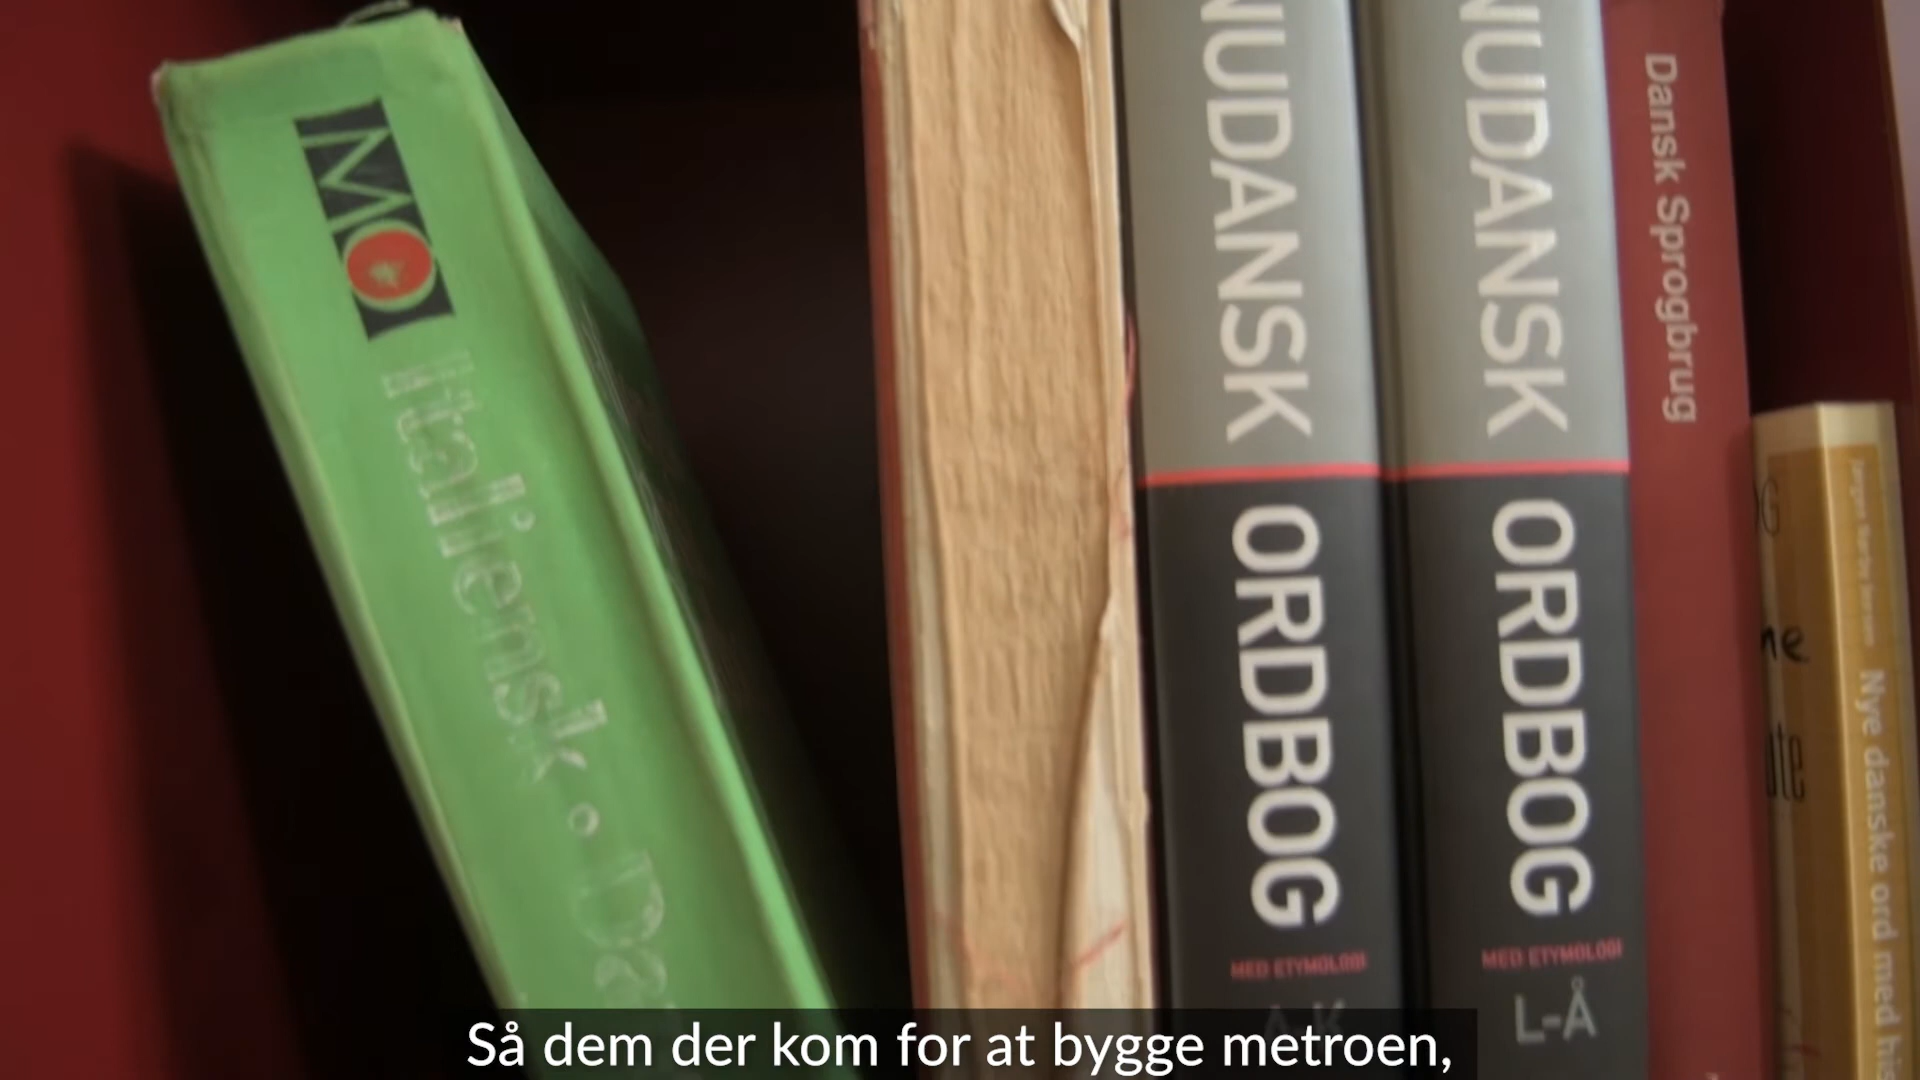 Italiensk • Da
NUDANSK
ORDBOG
MED ETYMOLOGI
A-K
NUDANSK
ORDBOG
MED ETYMOLOGI
L-Å
Dansk Sprogbrug
Nye danske ord med
Så dem der kom for at bygge metroen,